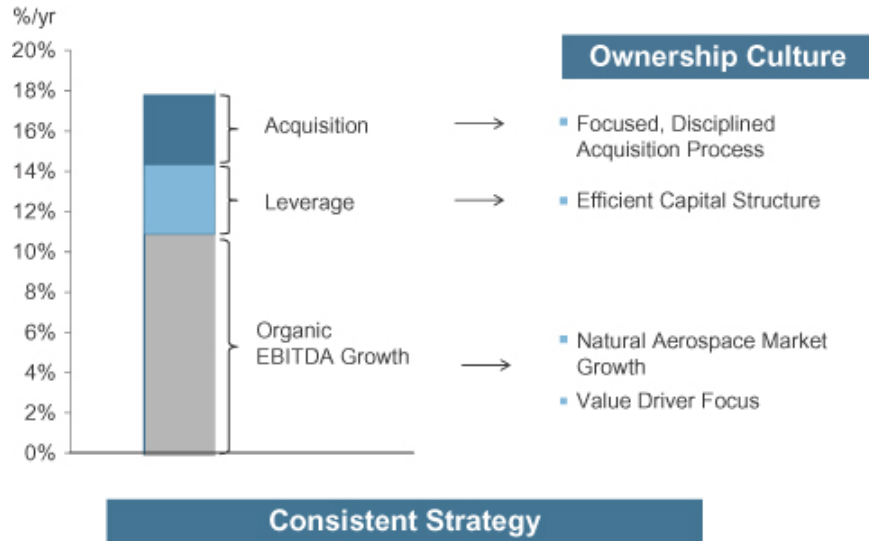 %/yr
20%
18%
16%
14%
12%
10%
8%
6%
4%
2%
0%
Acquisition
Leverage
Organic
EBITDA Growth
Ownership Culture
Focused, Disciplined
Acquisition Process
Efficient Capital Structure
Natural Aerospace Market
Growth
Value Driver Focus
Consistent Strategy